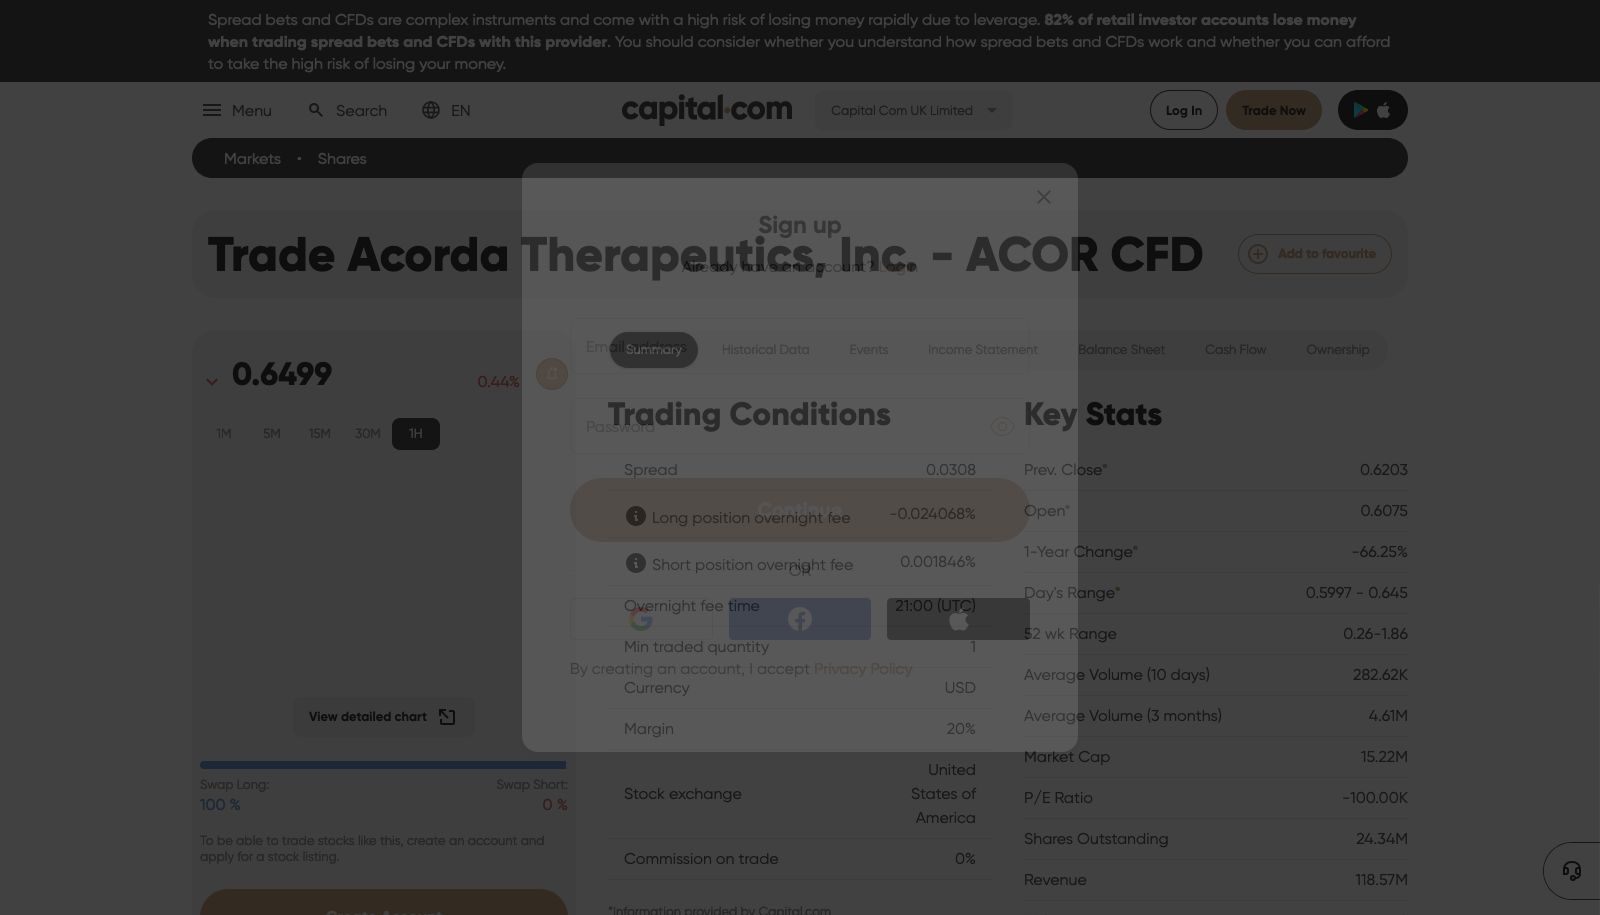 Spread bets and CFDs are complex instruments and come with a high risk of losing money rapidly due to leverage. 82% of retail investor accounts lose money
when trading spread bets and CFDs with this provider. You should consider whether you understand how spread bets and CFDs work and whether you can afford
to take the high risk of losing your money.
Menu
Search
EN
capital.com
Capital Com UK Limited
Log In
Trade Now
Markets • Shares
Sign up
Trade Acorda Therapeutics, Inc. - ACOR CFD
Add to favourite
Already have an account? Login
Email address
Summary
Historical Data
Events
Income Statement
Balance Sheet
Cash Flow
Ownership
0.6499
0.44%
1M
5M
15M
30M
1H
Trading Conditions
Key Stats
Password
Spread 0.0308
Prev. Close* 0.6203
Continue
Long position overnight fee -0.024068%
Open* 0.6075
Short position overnight fee 0.001846%
1-Year Change* -66.25%
OR
Day's Range* 0.5997 - 0.645
Overnight fee time 21:00 (UTC)
52 wk Range 0.26-1.86
Min traded quantity 1
By creating an account, I accept Privacy Policy
Average Volume (10 days) 282.62K
Currency USD
Average Volume (3 months) 4.61M
Margin 20%
View detailed chart
Market Cap 15.22M
Stock exchange United
States of
America
P/E Ratio -100.00K
Swap Long:
100 %
Swap Short:
0 %
To be able to trade stocks like this, create an account and
apply for a stock listing.
Shares Outstanding 24.34M
Commission on trade 0%
Revenue 118.57M
Create Account
*Information provided by Capital.com